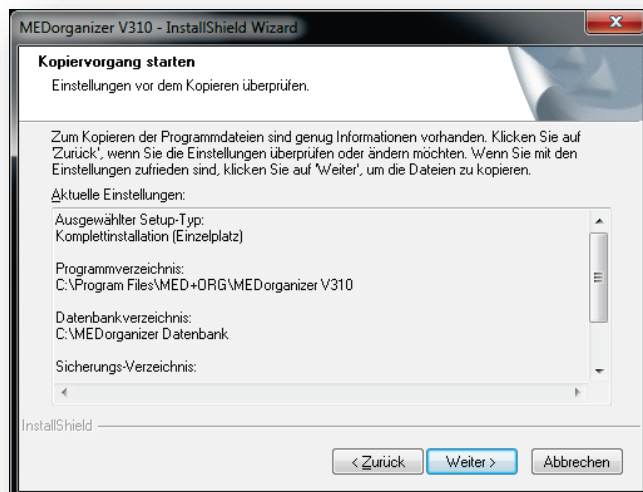 MEDorganizer V310 - InstallShield Wizard
Kopiervorgang starten
Einstellungen vor dem Kopieren überprüfen.
Zum Kopieren der Programmdateien sind genug Informationen vorhanden. Klicken Sie auf
'Zurück', wenn Sie die Einstellungen überprüfen oder ändern möchten. Wenn Sie mit den
Einstellungen zufrieden sind, klicken Sie auf 'Weiter', um die Dateien zu kopieren.
Aktuelle Einstellungen:
Ausgewählter Setup-Typ:
Komplettinstallation (Einzelplatz)
Programmverzeichnis:
C:\Program Files\MED+ORG\MEDorganizer V310
Datenbankverzeichnis:
C:\MEDorganizer Datenbank
Sicherungs-Verzeichnis:
InstallShield
< Zurück Weiter > Abbrechen